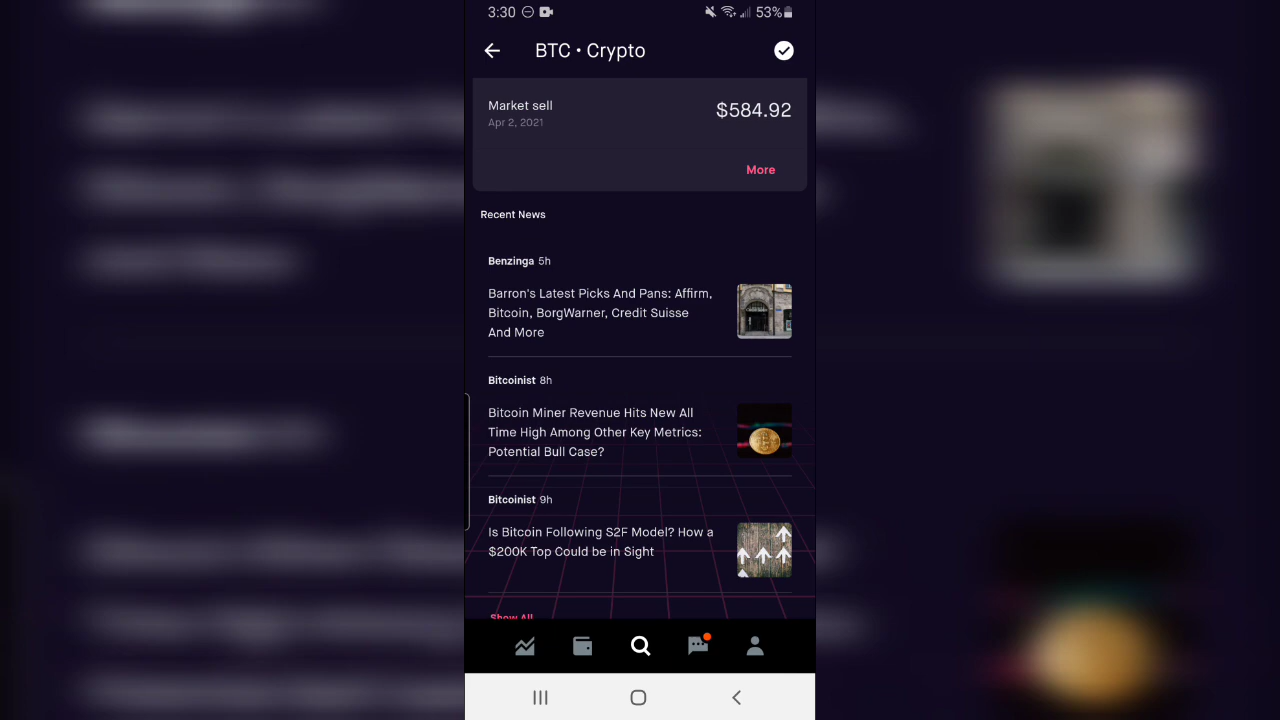 3:30
53%
BTC • Crypto
Market sell
$584.92
Apr 2, 2021
More
Recent News
Benzinga 5h
Barron's Latest Picks And Pans: Affirm,
Bitcoin, BorgWarner, Credit Suisse
And More
Bitcoinist 8h
Bitcoin Miner Revenue Hits New All
Time High Among Other Key Metrics:
Potential Bull Case?
Bitcoinist 9h
Is Bitcoin Following S2F Model? How a
$200K Top Could be in Sight
Show All